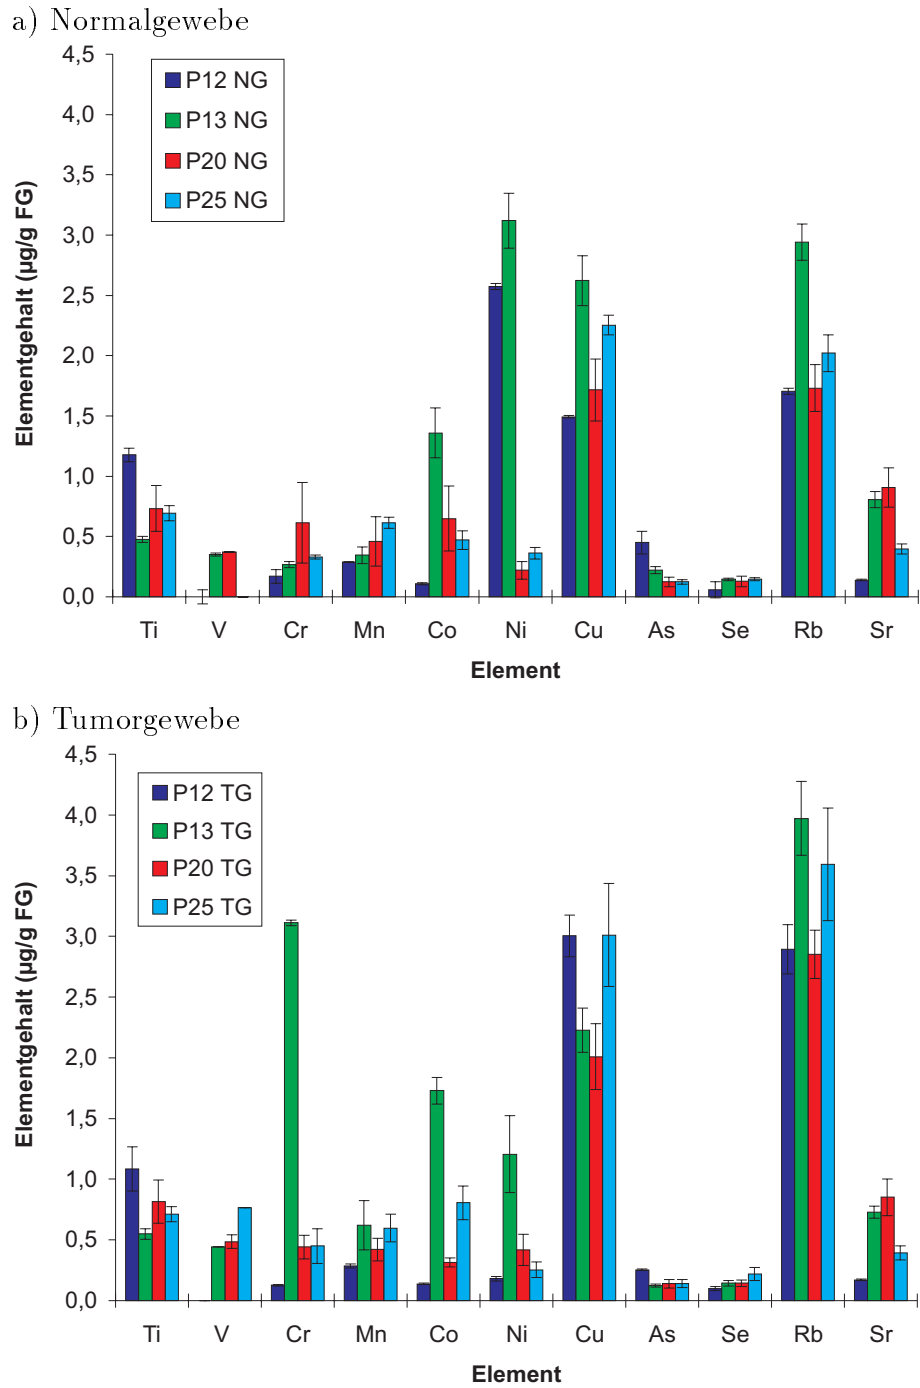 a) Normalgewebe
4,5
4,0
3,5
3,0
2,5
2,0
1,5
1,0
0,5
0,0
Elementgehalt (µg/g FG)
P12 NG
P13 NG
P20 NG
P25 NG
Ti V Cr Mn Co Ni Cu As Se Rb Sr
Element
b) Tumorgewebe
4,5
4,0
3,5
3,0
2,5
2,0
1,5
1,0
0,5
0,0
Elementgehalt (µg/g FG)
P12 TG
P13 TG
P20 TG
P25 TG
Ti V Cr Mn Co Ni Cu As Se Rb Sr
Element